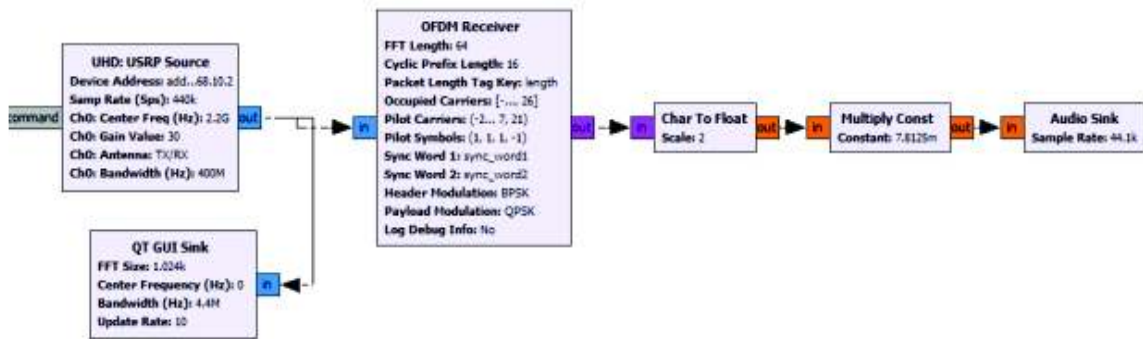 UHD: USRP Source
Device Address: add...68.10.2
Samp Rate (Sps): 440k
Ch0: Center Freq (Hz): 2.2G
Ch0: Gain Value: 30
Ch0: Antenna: TX/RX
Ch0: Bandwidth (Hz): 400M
command
out
QT GUI Sink
FFT Size: 1.024k
Center Frequency (Hz): 0
Bandwidth (Hz): 4.4M
Update Rate: 10
in
in
OFDM Receiver
FFT Length: 64
Cyclic Prefix Length: 16
Packet Length Tag Key: length
Occupied Carriers: [-..., 26]
Pilot Carriers: (-2... 7, 21)
Pilot Symbols: (1, 1, 1, -1)
Sync Word 1: sync_word1
Sync Word 2: sync_word2
Header Modulation: BPSK
Payload Modulation: QPSK
Log Debug Info: No
out
in
Char To Float
Scale: 2
out
in
Multiply Const
Constant: 7.8125m
out
in
Audio Sink
Sample Rate: 44.1k